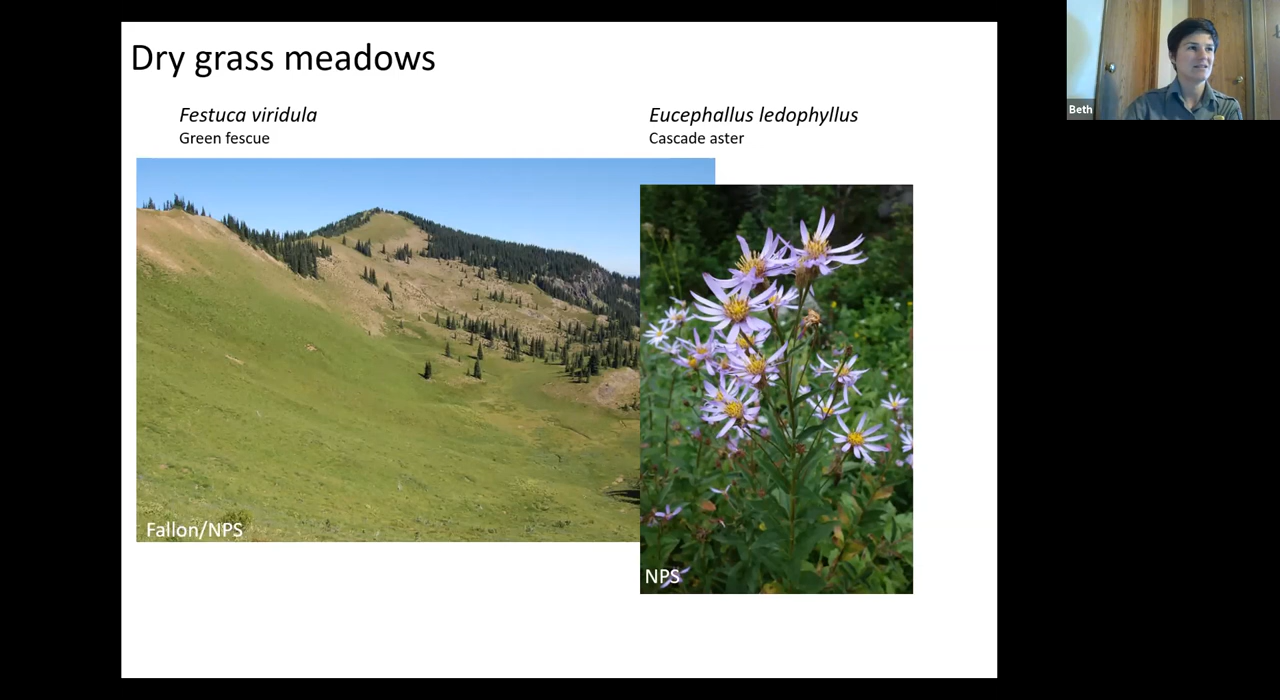 Dry grass meadows
Festuca viridula
Green fescue
Eucephallus ledophyllus
Cascade aster
Fallon/NPS
NPS
Beth